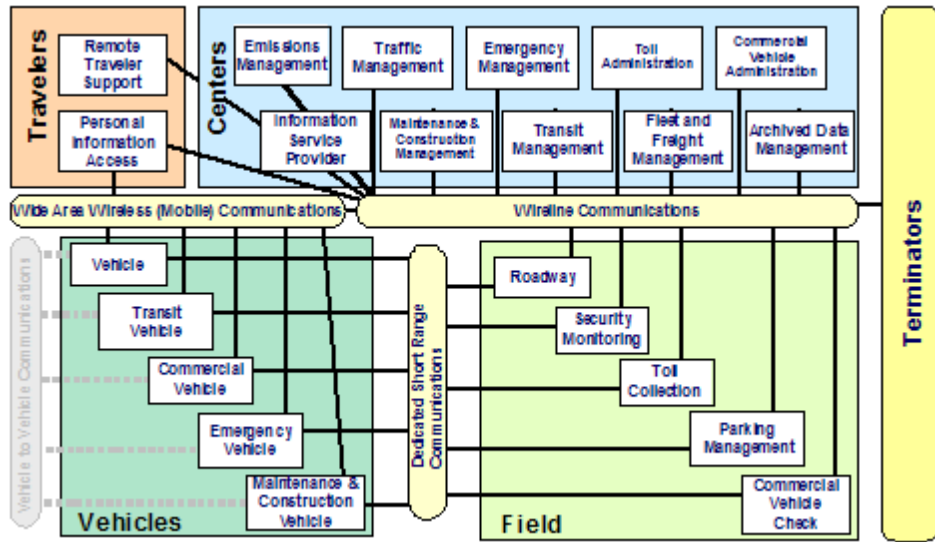 Travelers
Remote
Traveler
Support
Personal
Information
Access
Centers
Emissions
Management
Traffic
Management
Emergency
Management
Toll
Administration
Commercial
Vehicle
Administration
Information
Service
Provider
Maintenance &
Construction
Management
Transit
Management
Fleet and
Freight
Management
Archived Data
Management
Terminators
Wide Area Wireless (Mobile) Communications
Wireline Communications
Vehicle to Vehicle Communications
Vehicle
Transit
Vehicle
Commercial
Vehicle
Emergency
Vehicle
Maintenance &
Construction
Vehicle
Vehicles
Dedicated Short Range
Communications
Roadway
Security
Monitoring
Toll
Collection
Parking
Management
Commercial
Vehicle
Check
Field